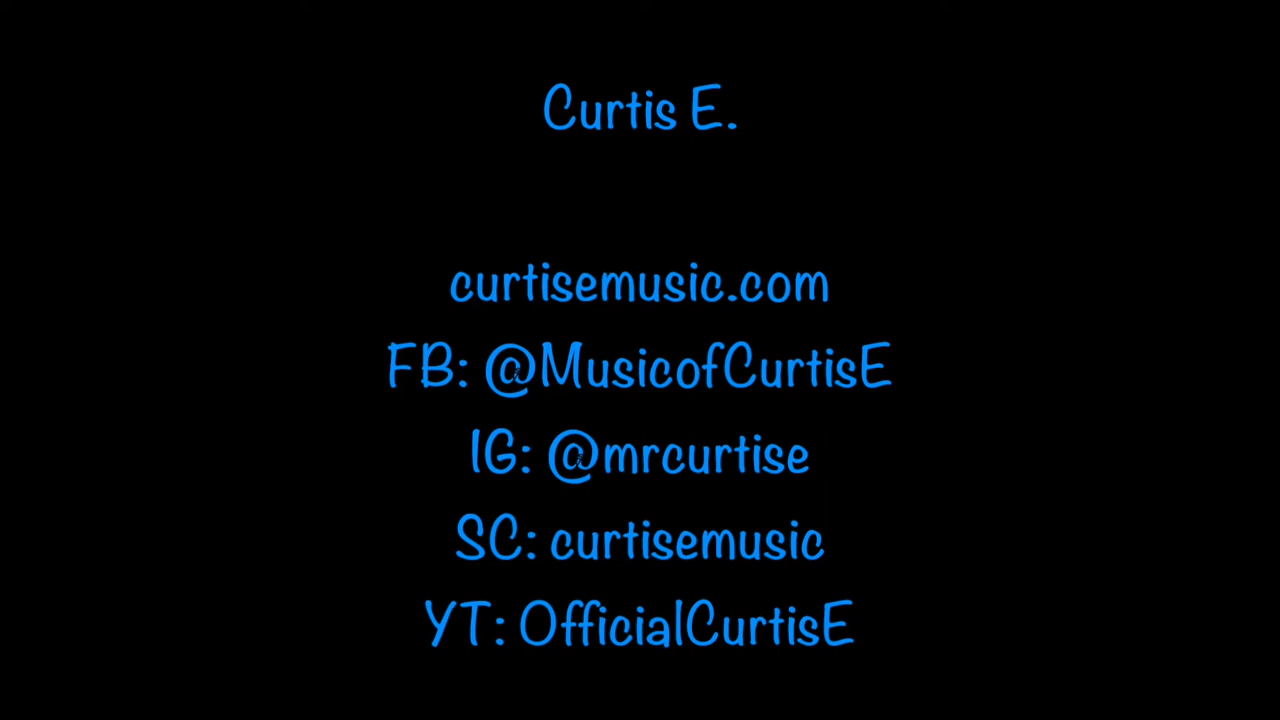 Curtis E.
curtisemusic.com
FB: @MusicofCurtisE
IG: @mrcurtise
SC: curtisemusic
YT: OfficialCurtisE